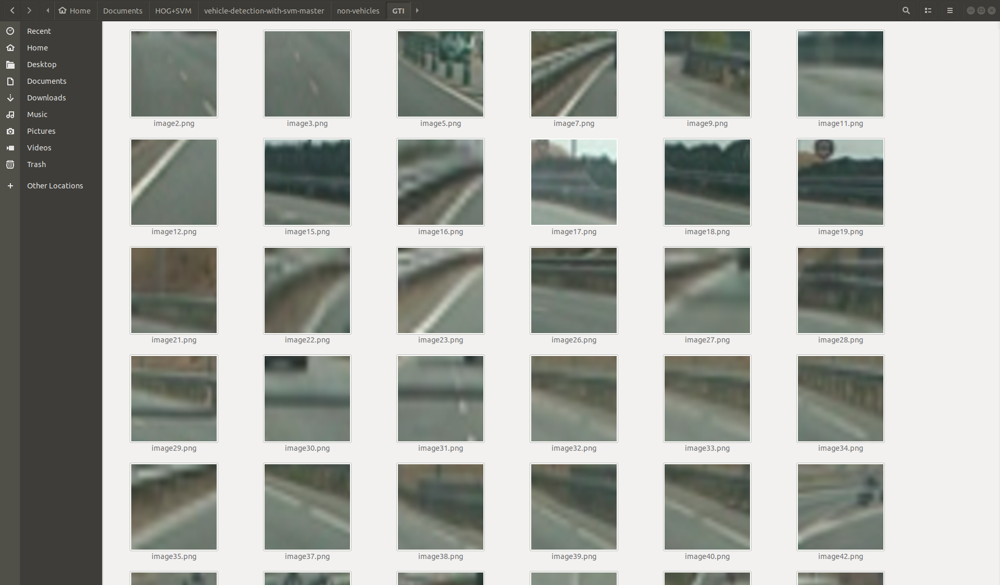 Home Documents HOG+SVM vehicle-detection-with-svm-master non-vehicles GTI
Recent
Home
Desktop
Documents
Downloads
Music
Pictures
Videos
Trash
Other Locations
image2.png image3.png image5.png image7.png image9.png image11.png
image12.png image15.png image16.png image17.png image18.png image19.png
image21.png image22.png image23.png image26.png image27.png image28.png
image29.png image30.png image31.png image32.png image33.png image34.png
image35.png image37.png image38.png image39.png image40.png image42.png